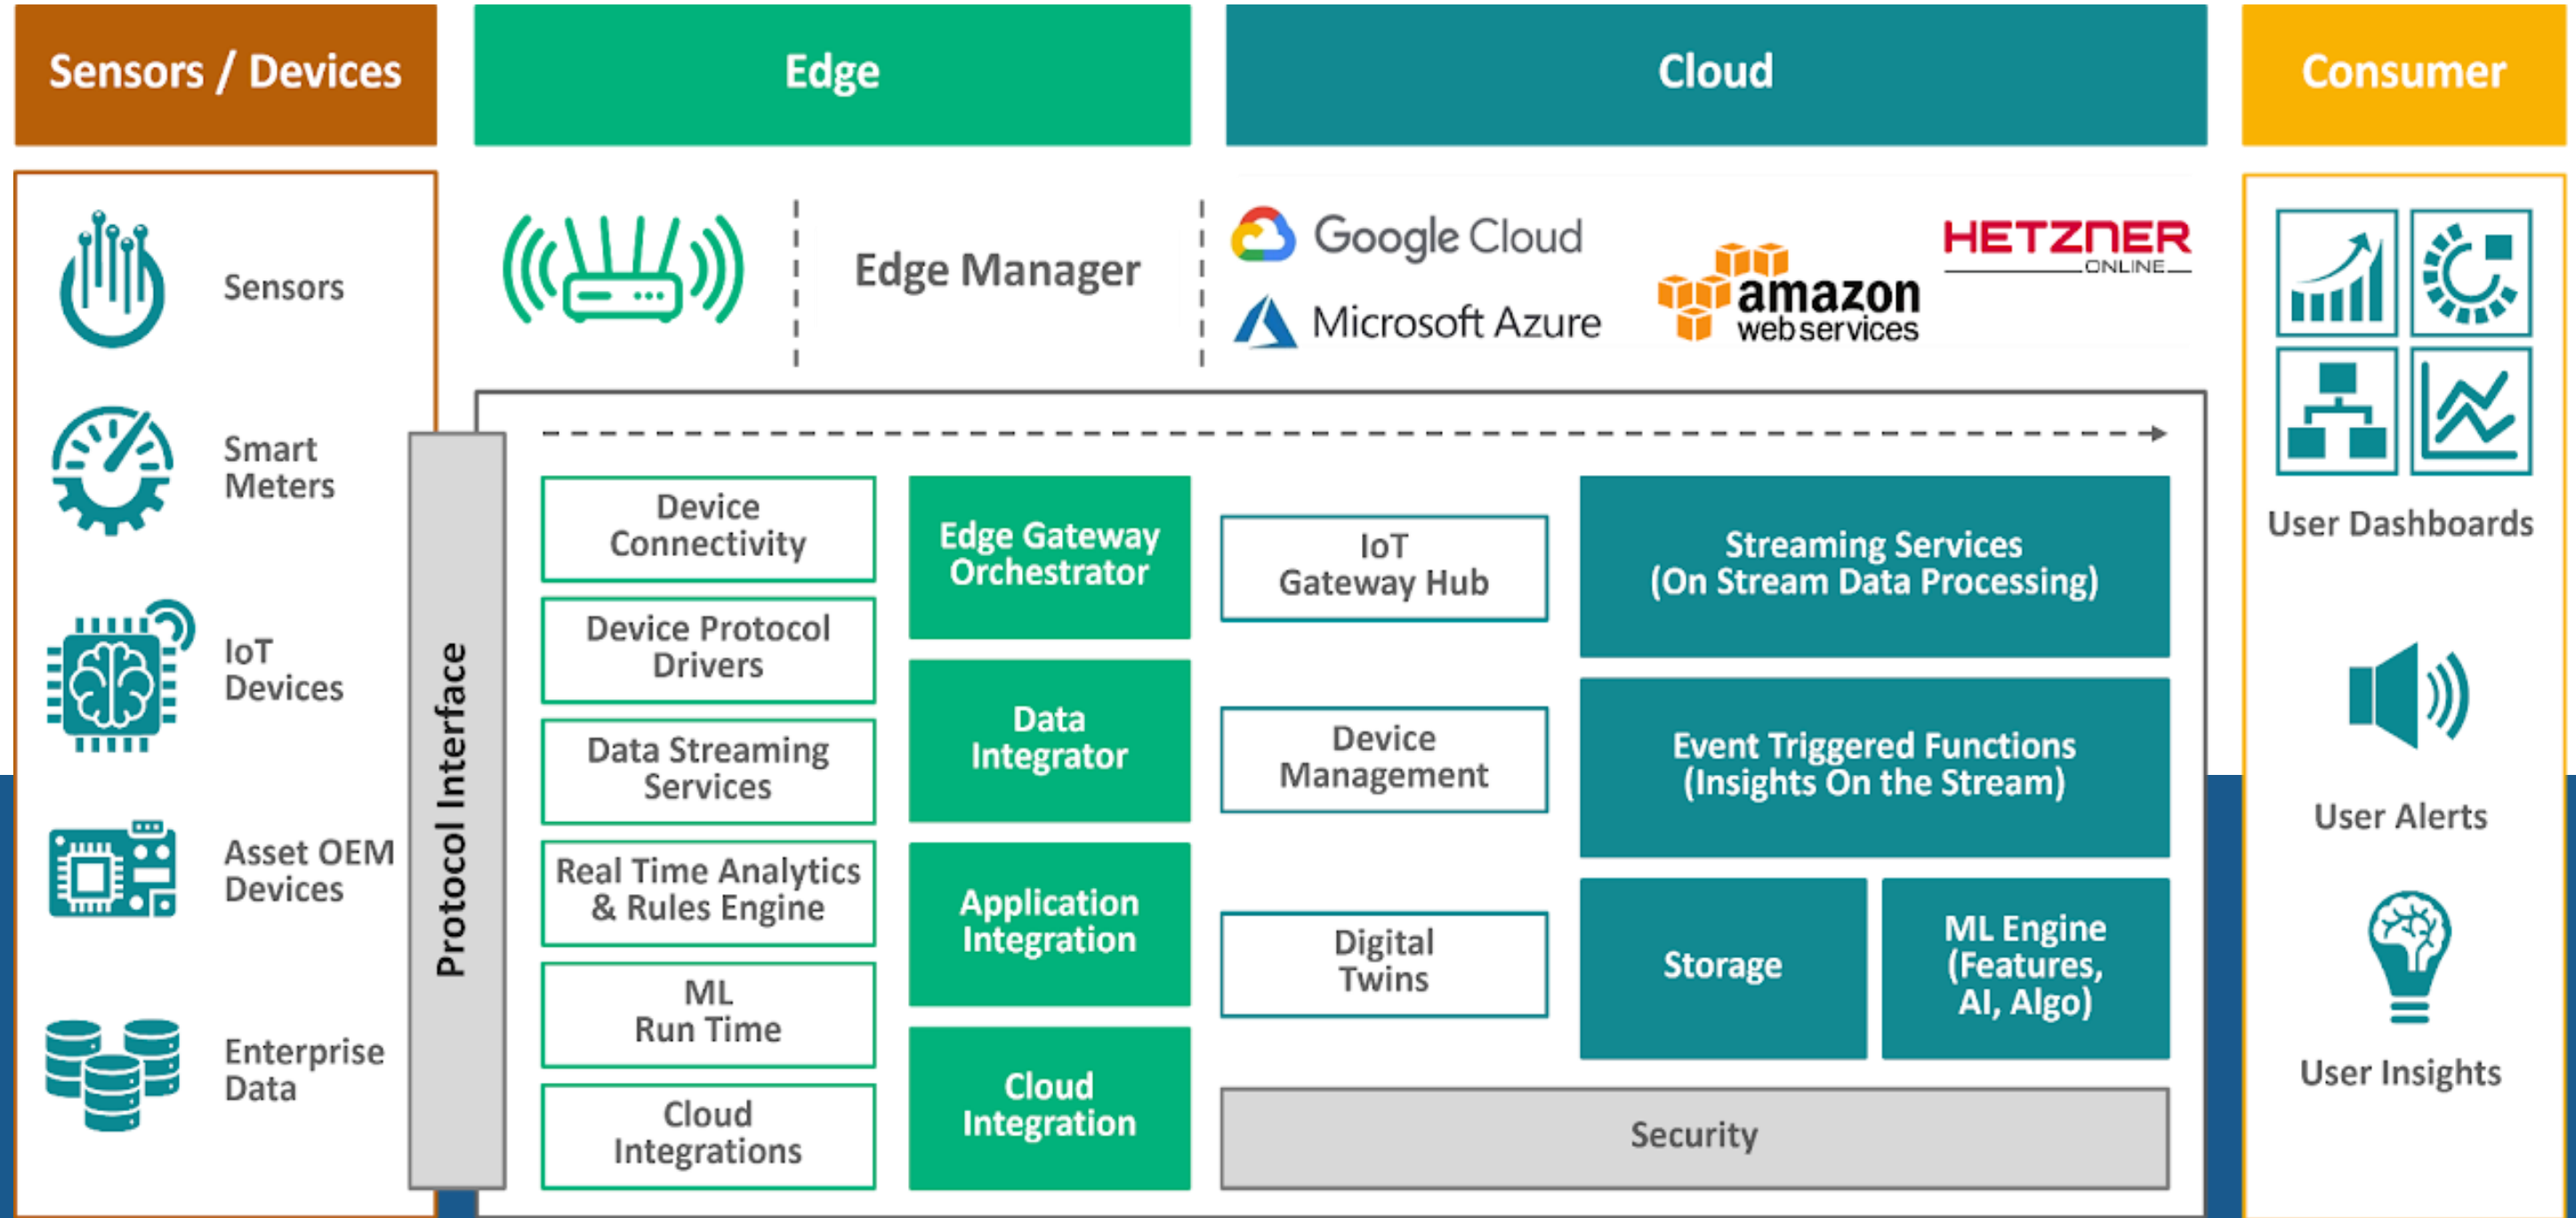 Sensors / Devices
Edge
Cloud
Consumer
Sensors
Smart
Meters
IoT
Devices
Asset OEM
Devices
Enterprise
Data
Protocol Interface
Edge Manager
Google Cloud
Microsoft Azure
amazon
webservices
HETZNER
ONLINE
Device
Connectivity
Device Protocol
Drivers
Data Streaming
Services
Real Time Analytics
& Rules Engine
ML
Run Time
Cloud
Integrations
Edge Gateway
Orchestrator
Data
Integrator
Application
Integration
Cloud
Integration
IoT
Gateway Hub
Device
Management
Digital
Twins
Streaming Services
(On Stream Data Processing)
Event Triggered Functions
(Insights On the Stream)
Storage
ML Engine
(Features,
AI, Algo)
Security
User Dashboards
User Alerts
User Insights